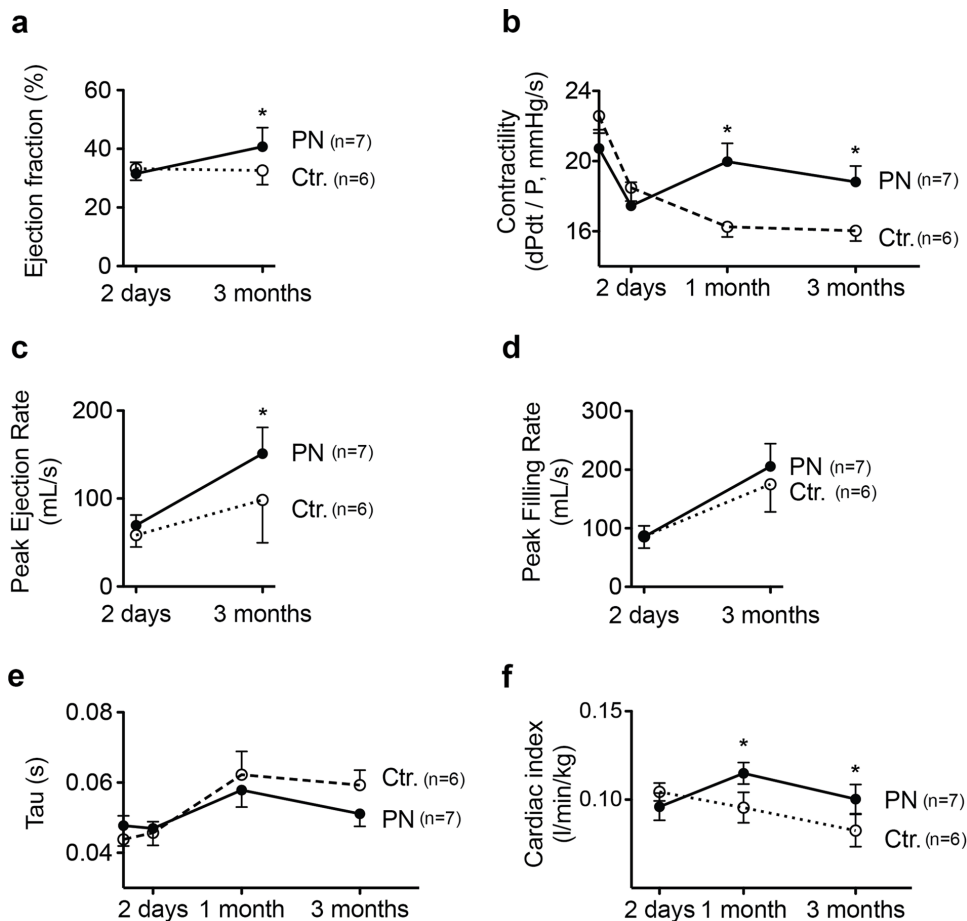 a
Ejection fraction (%)
60
40
20
0
*
PN (n=7)
Ctr. (n=6)
2 days
3 months
b
Contractility
(dPdt / P, mmHg/s)
24
20
16
*
*
PN (n=7)
Ctr. (n=6)
2 days
1 month
3 months
c
Peak Ejection Rate
(mL/s)
200
100
0
*
PN (n=7)
Ctr. (n=6)
2 days
3 months
d
Peak Filling Rate
(mL/s)
300
200
100
0
PN (n=7)
Ctr. (n=6)
2 days
3 months
e
Tau (s)
0.08
0.06
0.04
Ctr. (n=6)
PN (n=7)
2 days
1 month
3 months
f
Cardiac index
(l/min/kg)
0.15
0.10
*
*
PN (n=7)
Ctr. (n=6)
2 days
1 month
3 months